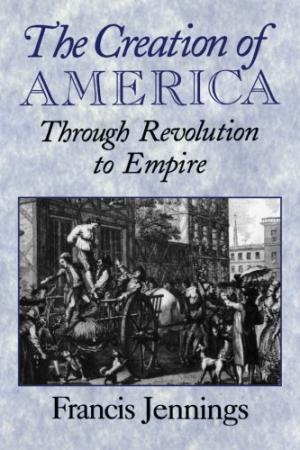 The Creation of
AMERICA
Through Revolution
to Empire
Francis Jennings